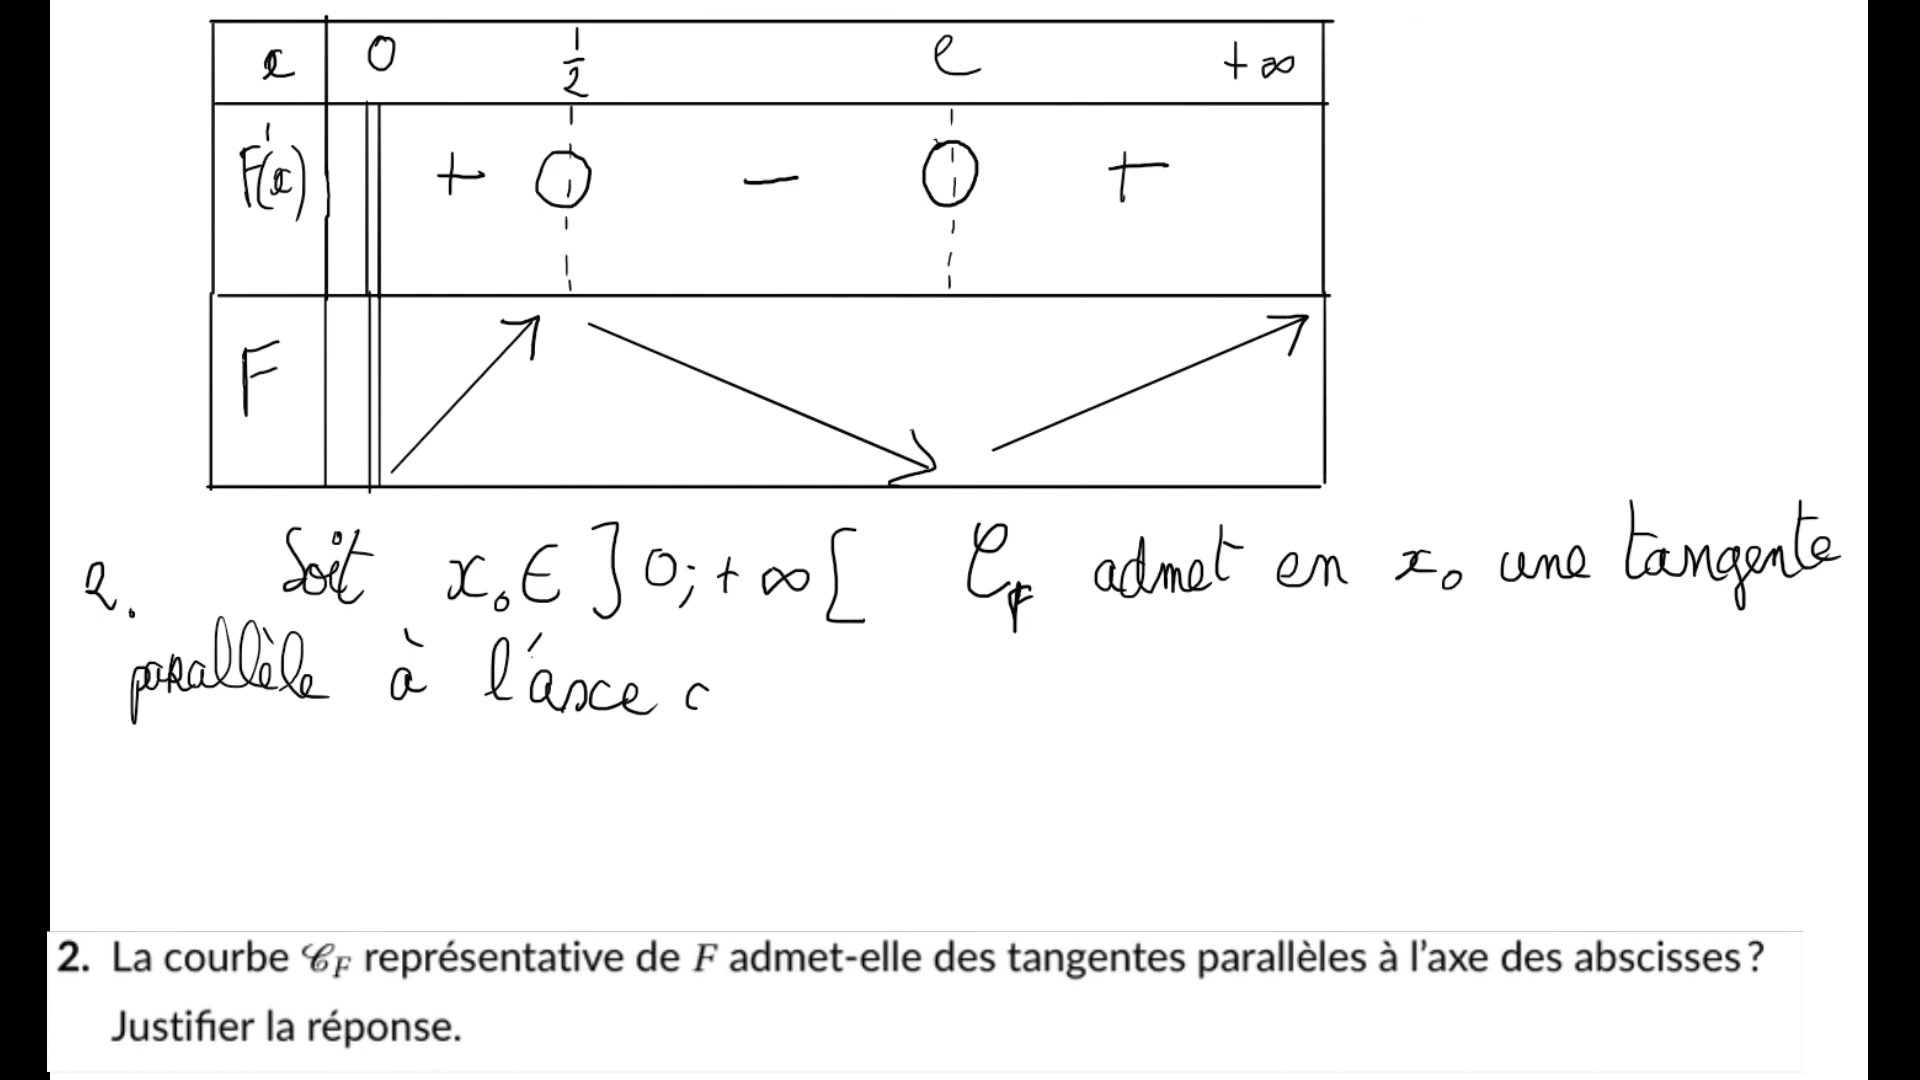 x 0 1/2 e +∞
F'(x) + 0 - 0 +
F
2. Soit x₀ ∈ ]0;+∞[ 𝒞F admet en x₀ une tangente
parallèle à l'axe
2. La courbe 𝒞F représentative de F admet-elle des tangentes parallèles à l'axe des abscisses ?
Justifier la réponse.